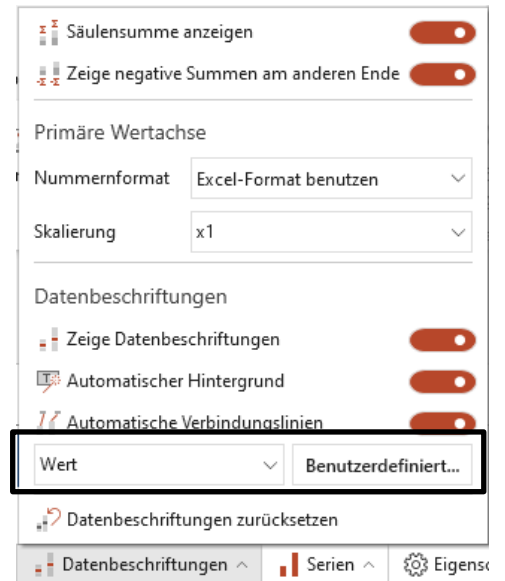 Säulensumme anzeigen
Zeige negative Summen am anderen Ende
Primäre Wertachse
Nummernformat Excel-Format benutzen
Skalierung x1
Datenbeschriftungen
Zeige Datenbeschriftungen
Automatischer Hintergrund
Automatische Verbindungslinien
Wert Benutzerdefiniert...
Datenbeschriftungen zurücksetzen
Datenbeschriftungen Serien Eigensc